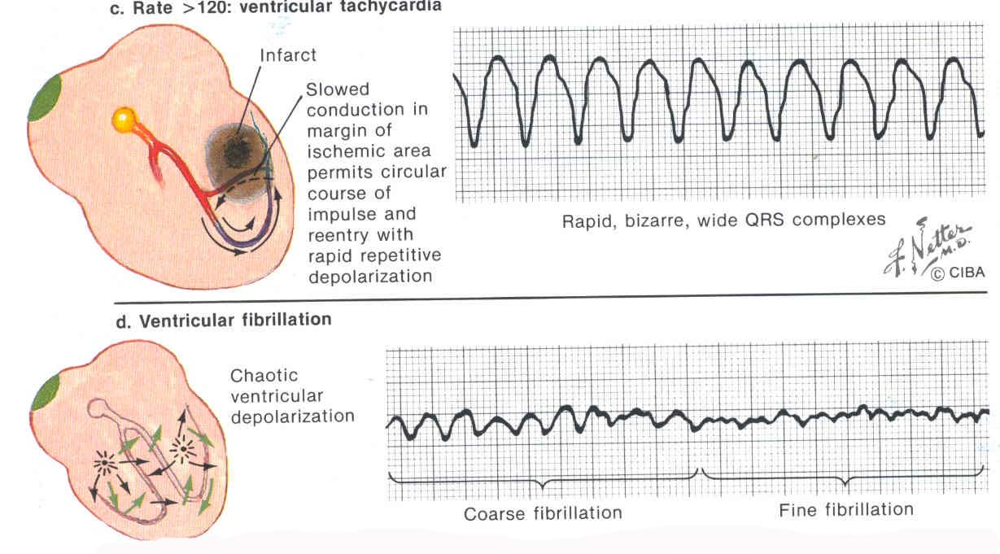 c. Rate >120: ventricular tachycardia
Infarct
Slowed
conduction in
margin of
ischemic area
permits circular
course of
impulse and
reentry with
rapid repetitive
depolarization
Rapid, bizarre, wide QRS complexes
F. Netter
M.D.
© CIBA
d. Ventricular fibrillation
Chaotic
ventricular
depolarization
Coarse fibrillation
Fine fibrillation